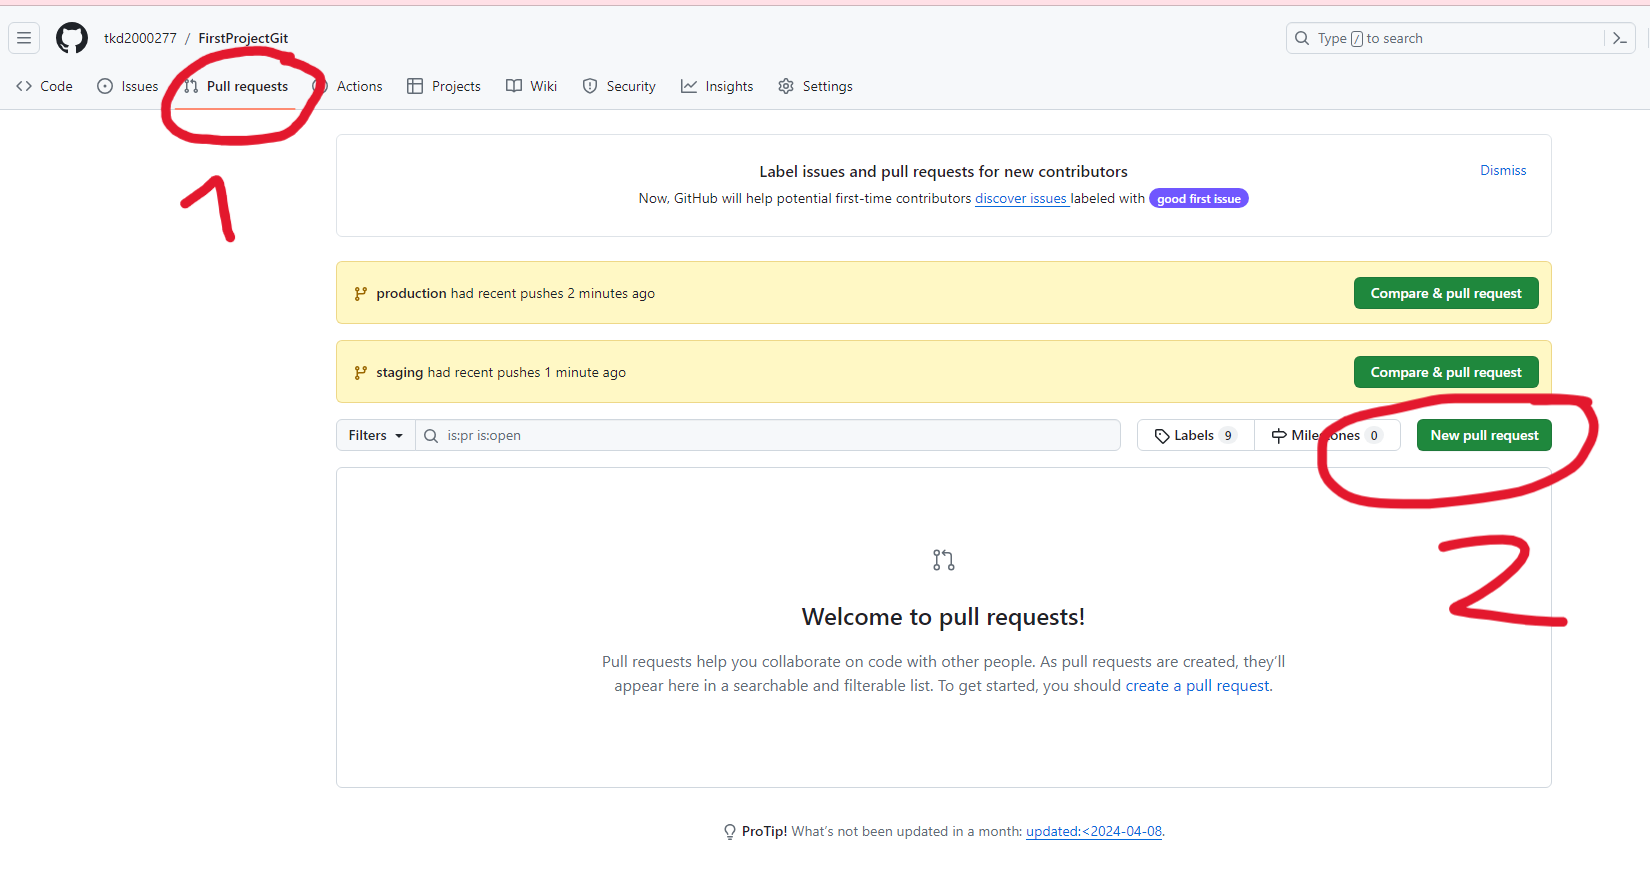 tkd2000277 / FirstProjectGit
Type / to search
Code Issues Pull requests Actions Projects Wiki Insights Security Settings
1
Label issues and pull requests for new contributors
Dismiss
Now, GitHub will help potential first-time contributors discover issues labeled with good first issue
production had recent pushes 2 minutes ago
Compare & pull request
staging had recent pushes 1 minute ago
Compare & pull request
Filters
is:pr is:open
Labels 9
Milestones 0
New pull request
2
Welcome to pull requests!
Pull requests help you collaborate on code with other people. As pull requests are created, they’ll
appear here in a searchable and filterable list. To get started, you should create a pull request.
ProTip! What’s not been updated in a month: updated:<2024-04-08.